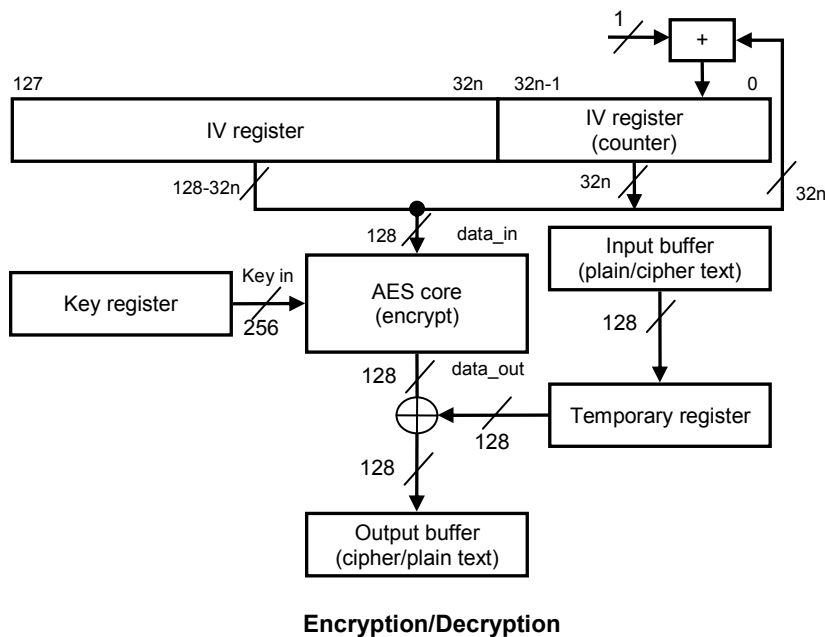 1
+
127
32n
32n-1
0
IV register
IV register
(counter)
128-32n
32n
32n
128
data_in
Input buffer
(plain/cipher text)
Key register
Key in
256
AES core
(encrypt)
128
128
data_out
Temporary register
128
128
Output buffer
(cipher/plain text)
Encryption/Decryption